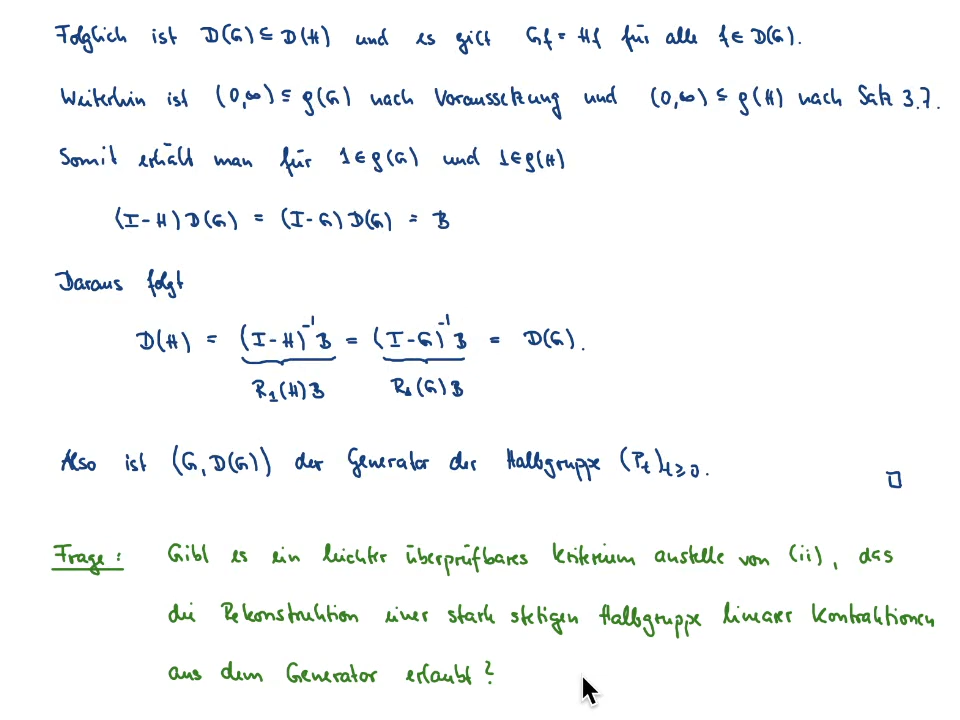 Folglich ist D(G) ⊆ D(H) und es gilt Gf = Hf für alle f ∈ D(G).
Weiterhin ist (0,∞) ⊆ ρ(G) nach Voraussetzung und (0,∞) ⊆ ρ(H) nach Satz 3.7.
Somit erhält man für 1 ∈ ρ(G) und 1 ∈ ρ(H)
(I-H) D(G) = (I-G) D(G) = B
Daraus folgt
D(H) = (I-H)⁻¹B = (I-G)⁻¹B = D(G).
R₁(H)B R₁(G)B
Also ist (G, D(G)) der Generator der Halbgruppe (P_t)_{t≥0}. □
Frage: Gibt es ein leichter überprüfbares Kriterium anstelle von (ii), das
die Rekonstruktion einer stark stetigen Halbgruppe linearer Kontraktionen
aus dem Generator erlaubt?